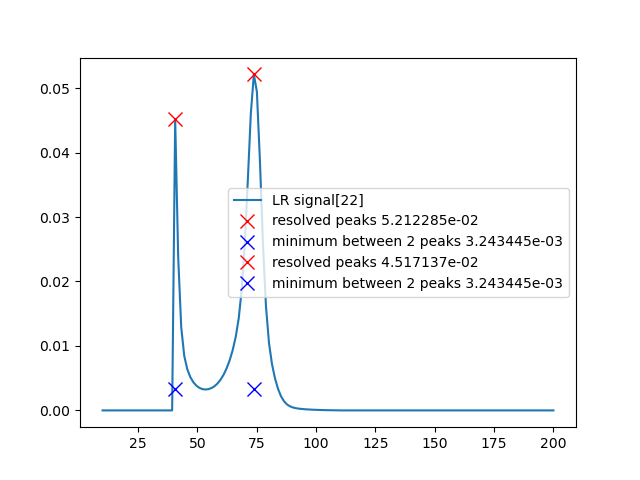 0.05
0.04
0.03
0.02
0.01
0.00
LR signal[22]
resolved peaks 5.212285e-02
minimum between 2 peaks 3.243445e-03
resolved peaks 4.517137e-02
minimum between 2 peaks 3.243445e-03
25 50 75 100 125 150 175 200